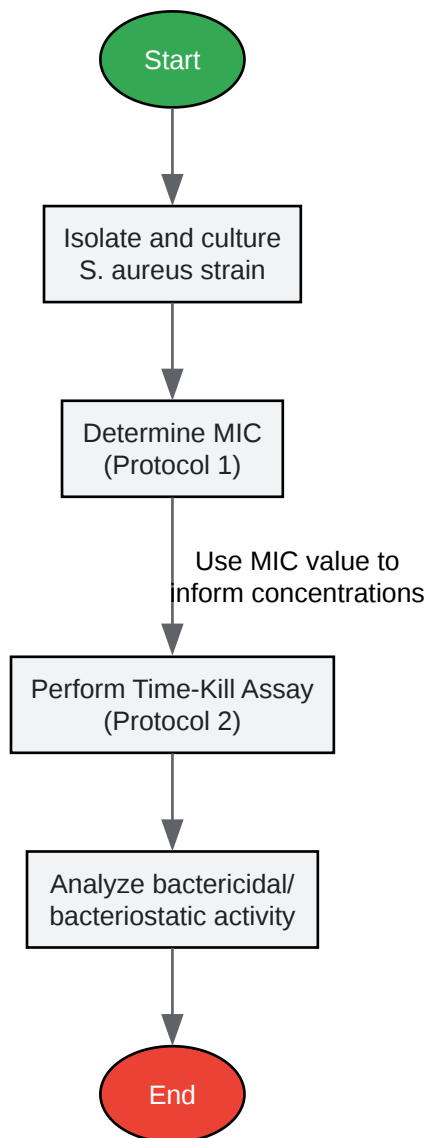 Start
Isolate and culture
S. aureus strain
Determine MIC
(Protocol 1)
Use MIC value to
inform concentrations
Perform Time-Kill Assay
(Protocol 2)
Analyze bactericidal/
bacteriostatic activity
End